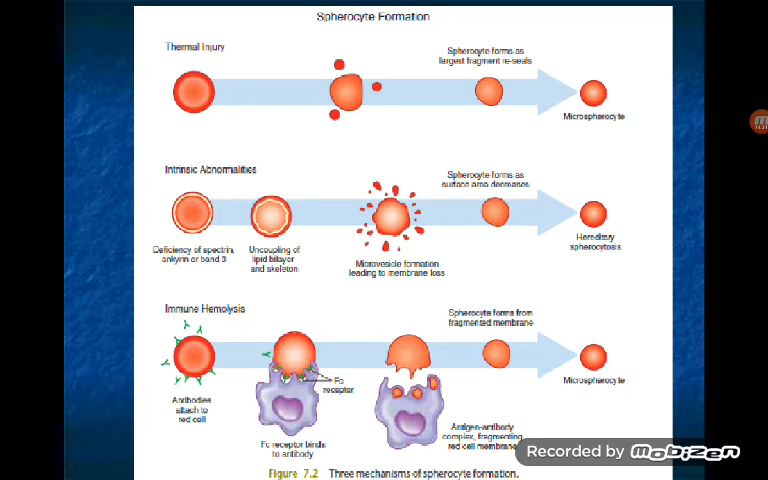 Spherocyte Formation
Thermal Injury
Spherocyte forms as
largest fragment re-seals
Microspherocyte
Intrinsic Abnormalities
Spherocyte forms as
surface area decreases
Deficiency of spectrin,
ankyrin or band 3
Uncoupling of
lipid bilayer
and skeleton
Microvesicle formation
leading to membrane loss
Hereditary
spherocytosis
Immune Hemolysis
Spherocyte forms from
fragmented membrane
Fc
receptor
Microspherocyte
Antibodies
attach to
red cell
Fc receptor binds
to antibody
Antigen-antibody
complex, fragmenting
red cell membrane
Recorded by mobizen
Figure 7.2 Three mechanisms of spherocyte formation.